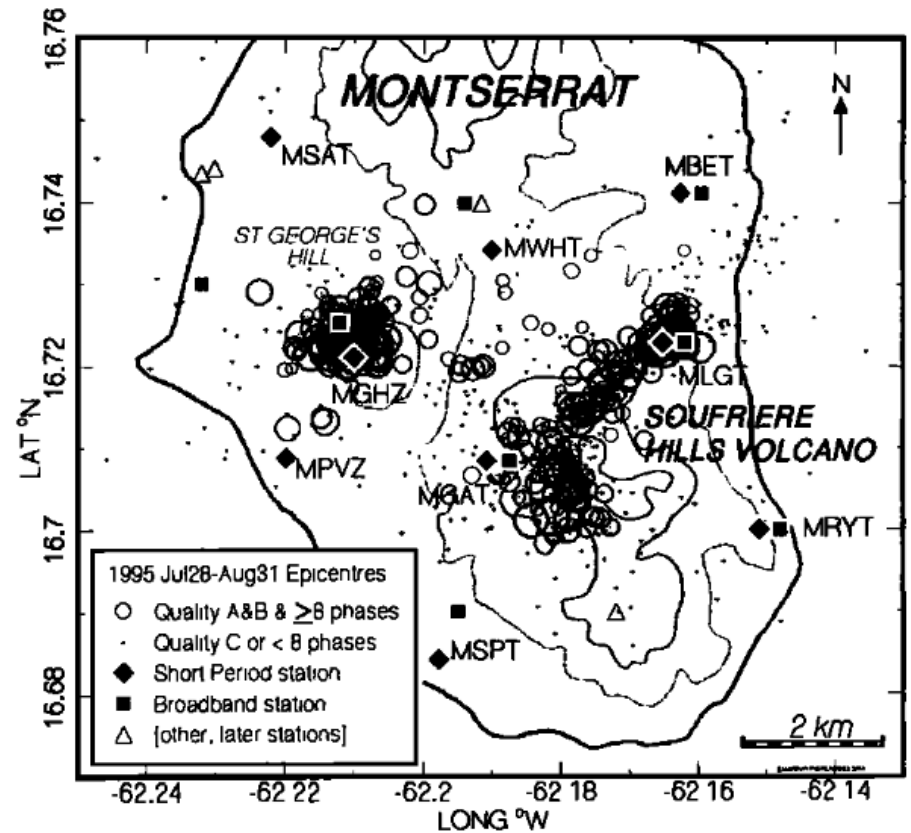 16.76
MONTSERRAT
N
MSAT
MBET
16.74
ST GEORGE'S
HILL
MWHT
16.72
MGHZ
MLGT
SOUFRIERE
HILLS VOLCANO
LAT °N
MPVZ
MGAT
16.7
MRYT
1995 Jul28-Aug31 Epicentres
Quality A&B & ≥8 phases
Quality C or < 8 phases
Short Period station
Broadband station
[other, later stations]
MSPT
16.68
2 km
-62.24
-62 22
-62.2
-62 18
-62 16
-62 14
LONG °W